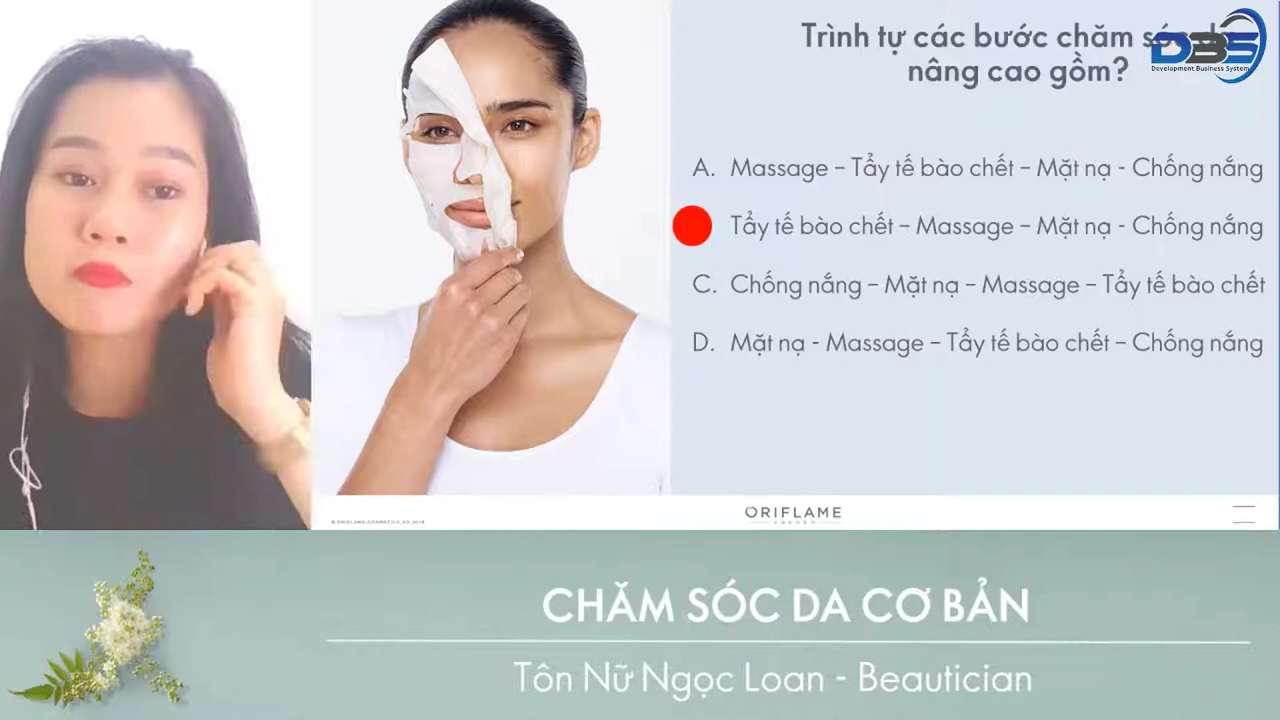 Trình tự các bước chăm sóc da
nâng cao gồm?
DBS
Development Business System
A. Massage – Tẩy tế bào chết – Mặt nạ - Chống nắng
Tẩy tế bào chết – Massage – Mặt nạ - Chống nắng
C. Chống nắng – Mặt nạ – Massage – Tẩy tế bào chết
D. Mặt nạ - Massage – Tẩy tế bào chết – Chống nắng
ORIFLAME
SWEDEN
CHĂM SÓC DA CƠ BẢN
Tôn Nữ Ngọc Loan - Beautician